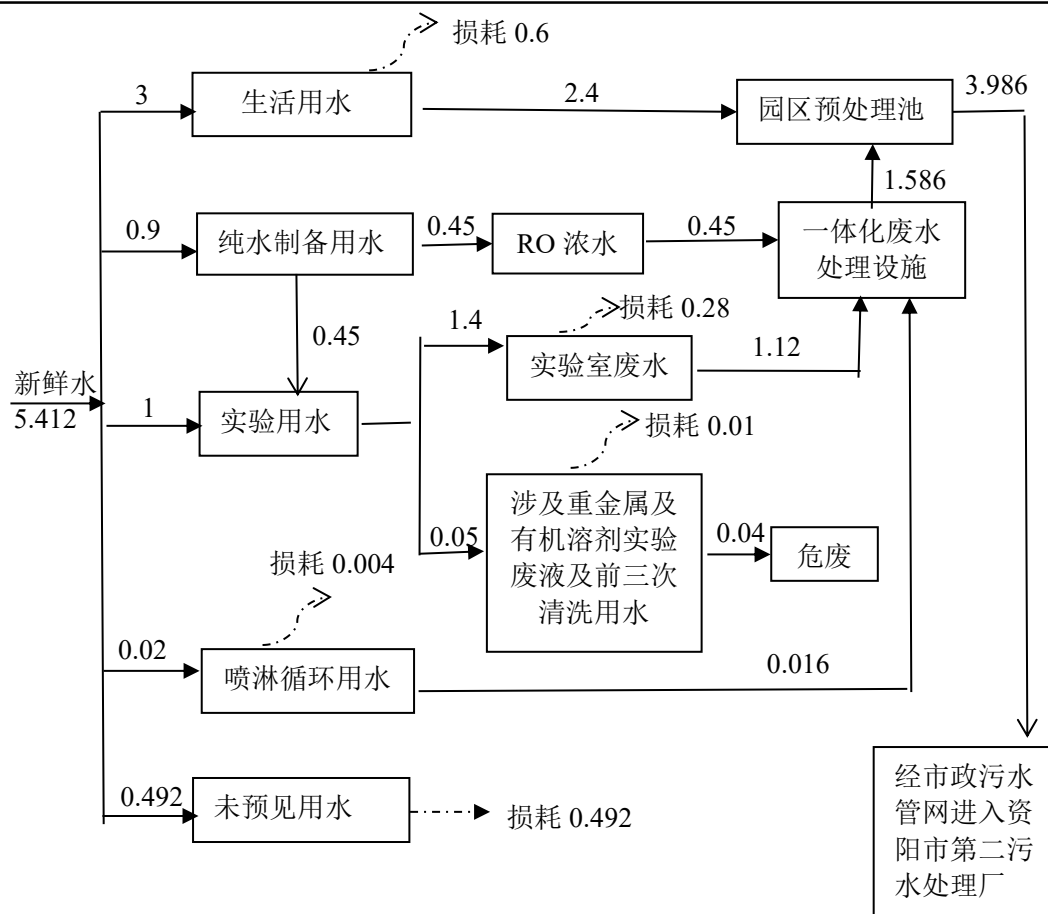 损耗 0.6
3
生活用水
2.4
园区预处理池
3.986
1.586
0.9
纯水制备用水
0.45
RO 浓水
0.45
一体化废水
处理设施
0.45
1.4
损耗 0.28
实验室废水
1.12
新鲜水
5.412
1
实验用水
损耗 0.01
0.05
涉及重金属及
有机溶剂实验
废液及前三次
清洗用水
0.04
危废
损耗 0.004
0.02
喷淋循环用水
0.016
0.492
未预见用水
损耗 0.492
经市政污水
管网进入资
阳市第二污
水处理厂